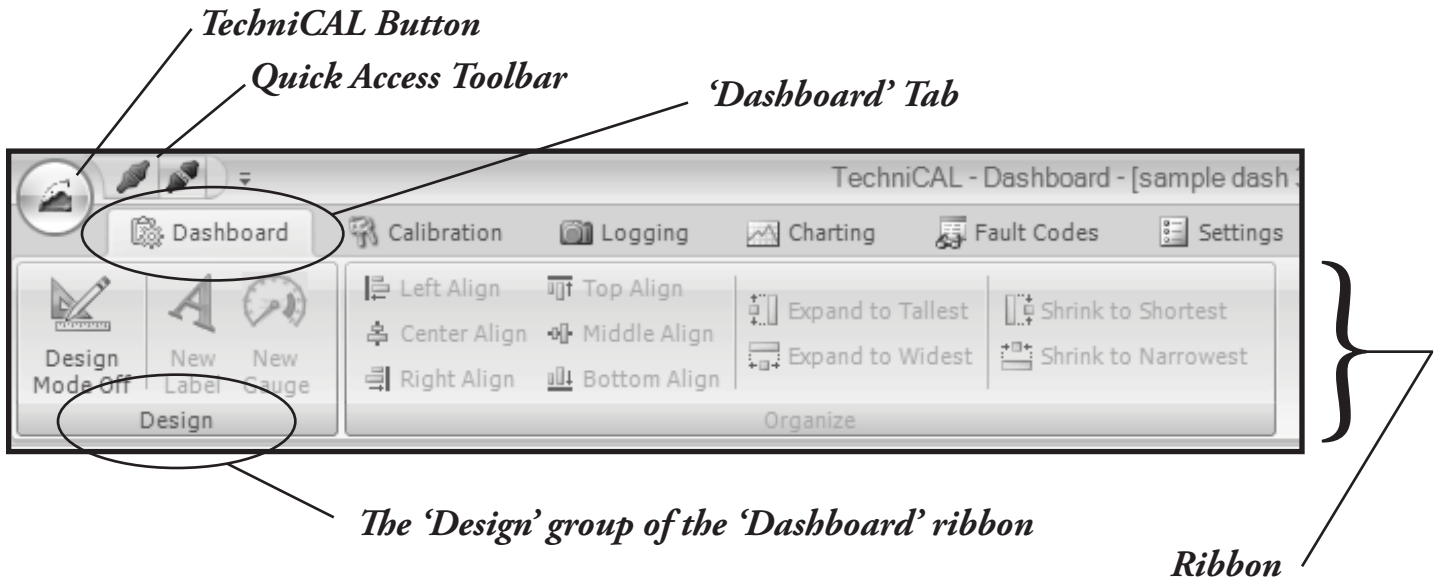 TechniCAL Button
Quick Access Toolbar
‘Dashboard’ Tab
TechniCAL - Dashboard - [sample dash
Dashboard
Calibration
Logging
Charting
Fault Codes
Settings
Design
Mode Off
New
Label
New
Gauge
Left Align
Center Align
Right Align
Top Align
Middle Align
Bottom Align
Expand to Tallest
Expand to Widest
Shrink to Shortest
Shrink to Narrowest
Design
Organize
The ‘Design’ group of the ‘Dashboard’ ribbon
Ribbon